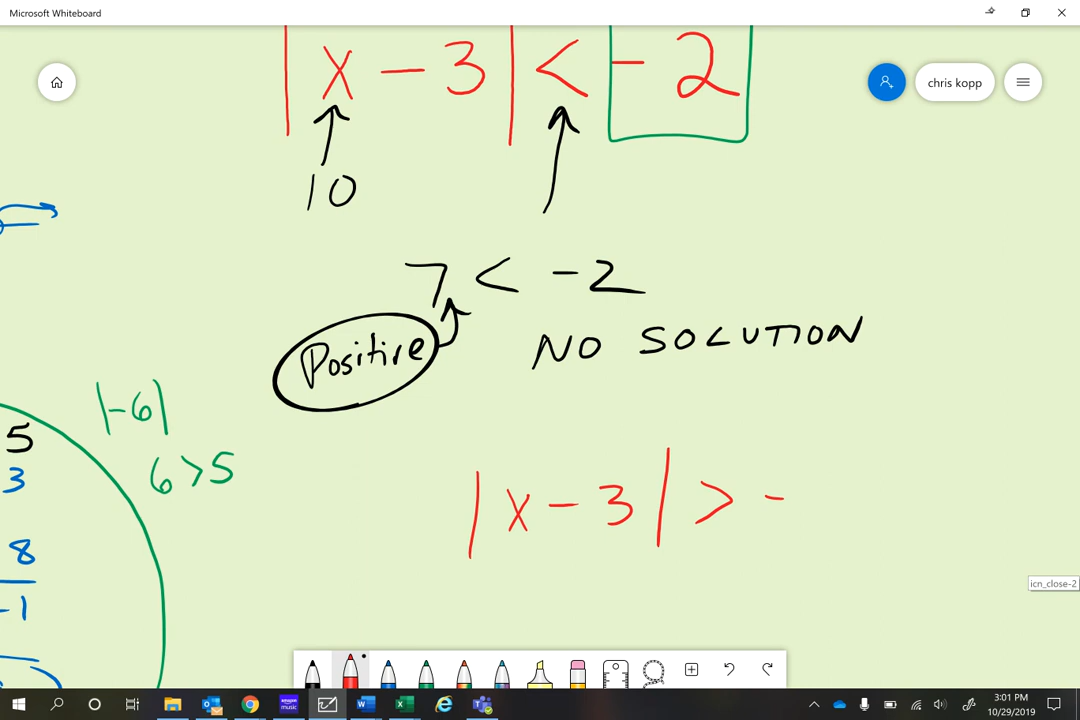 Microsoft Whiteboard
|x - 3| < -2
chris kopp
10
7 < -2
Positive
NO SOLUTION
|-6|
6 > 5
5
3
8
-1
|x - 3| > -
icn_close-2
3:01 PM
10/29/2019